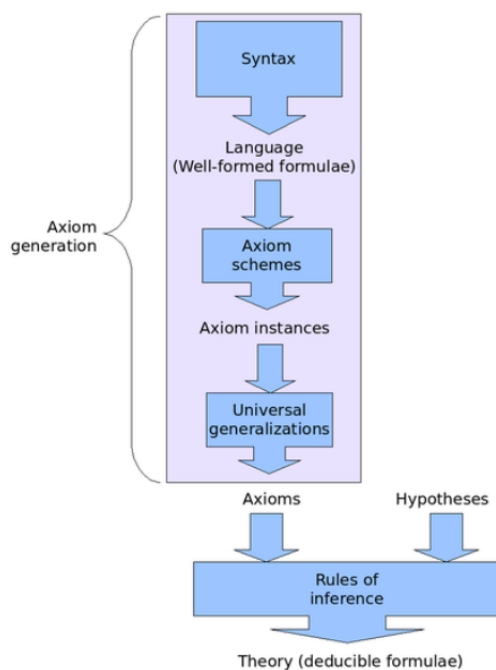 Syntax
Language
(Well-formed formulae)
Axiom
generation
Axiom
schemes
Axiom instances
Universal
generalizations
Axioms
Hypotheses
Rules of
inference
Theory (deducible formulae)